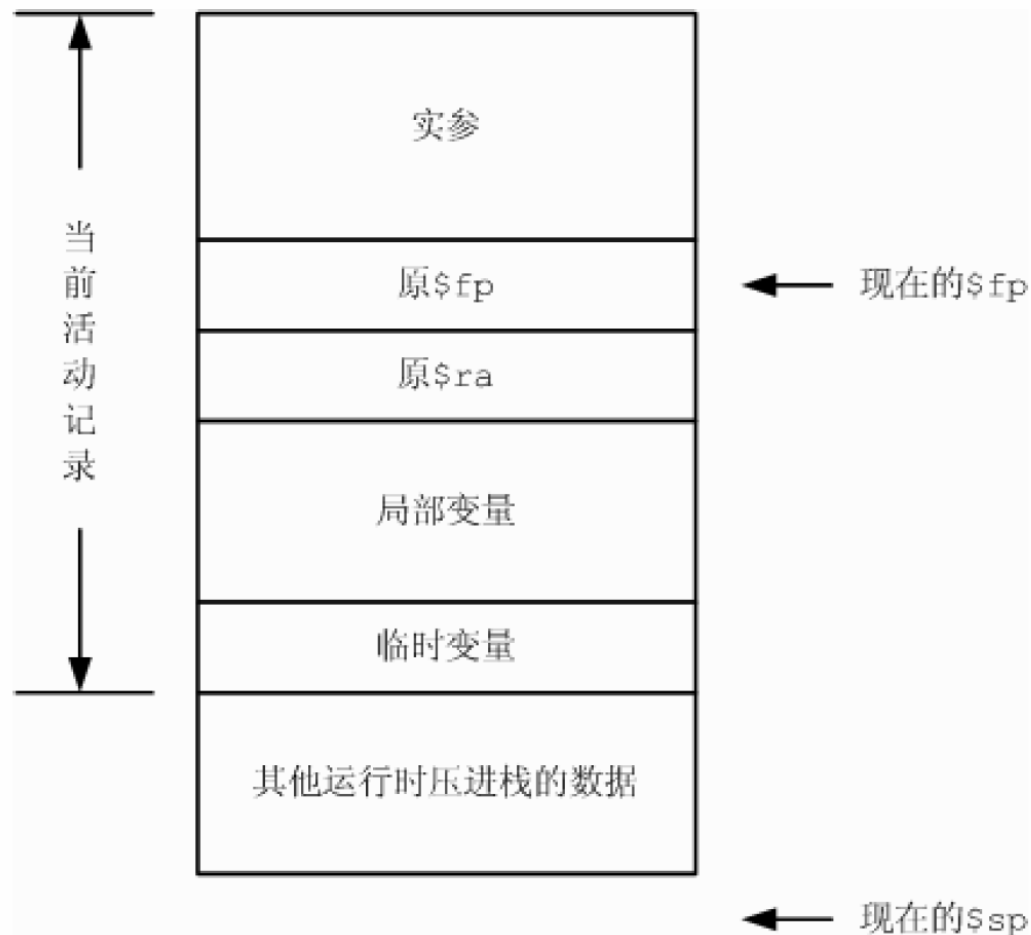 实参
当前活动记录
原$fp
现在的$fp
原$ra
局部变量
临时变量
其他运行时压进栈的数据
现在的$sp